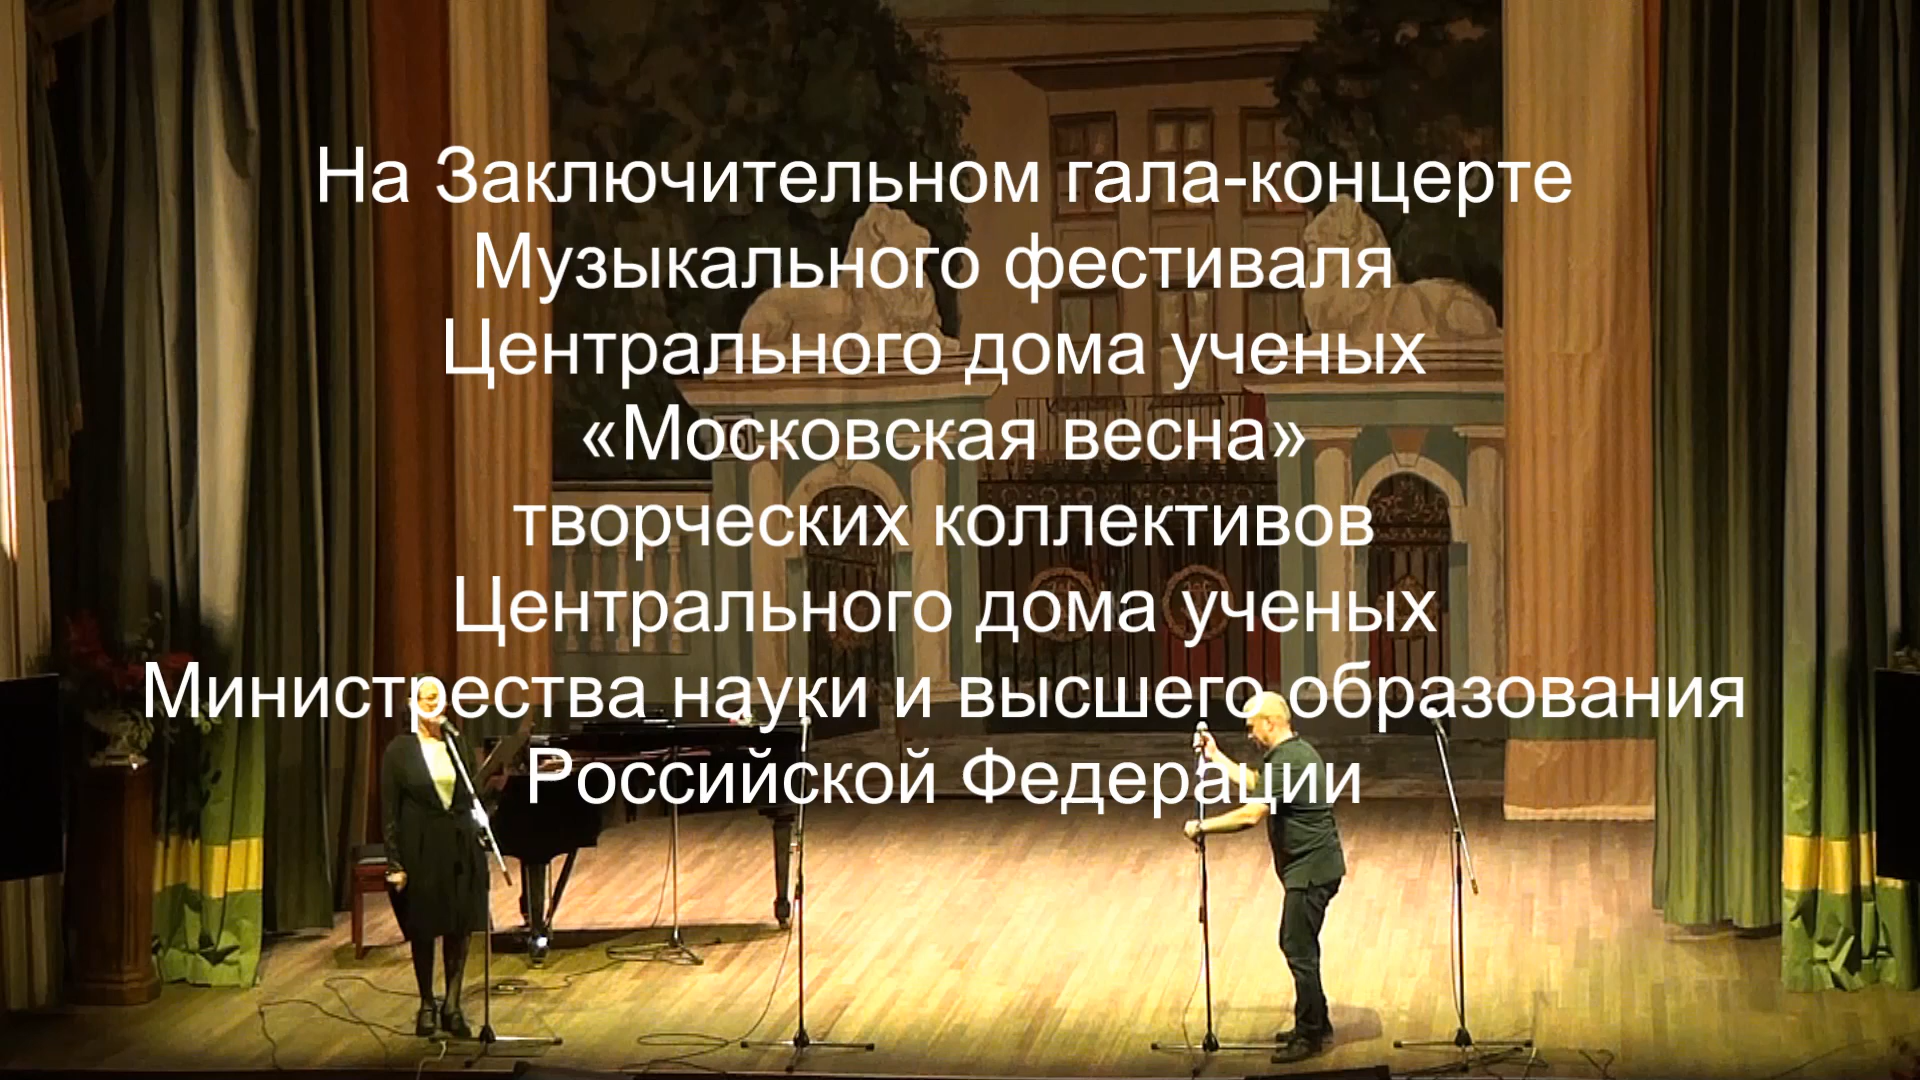 На Заключительном гала-концерте
Музыкального фестиваля
Центрального дома ученых
«Московская весна»
творческих коллективов
Центрального дома ученых
Министрества науки и высшего образования
Российской Федерации